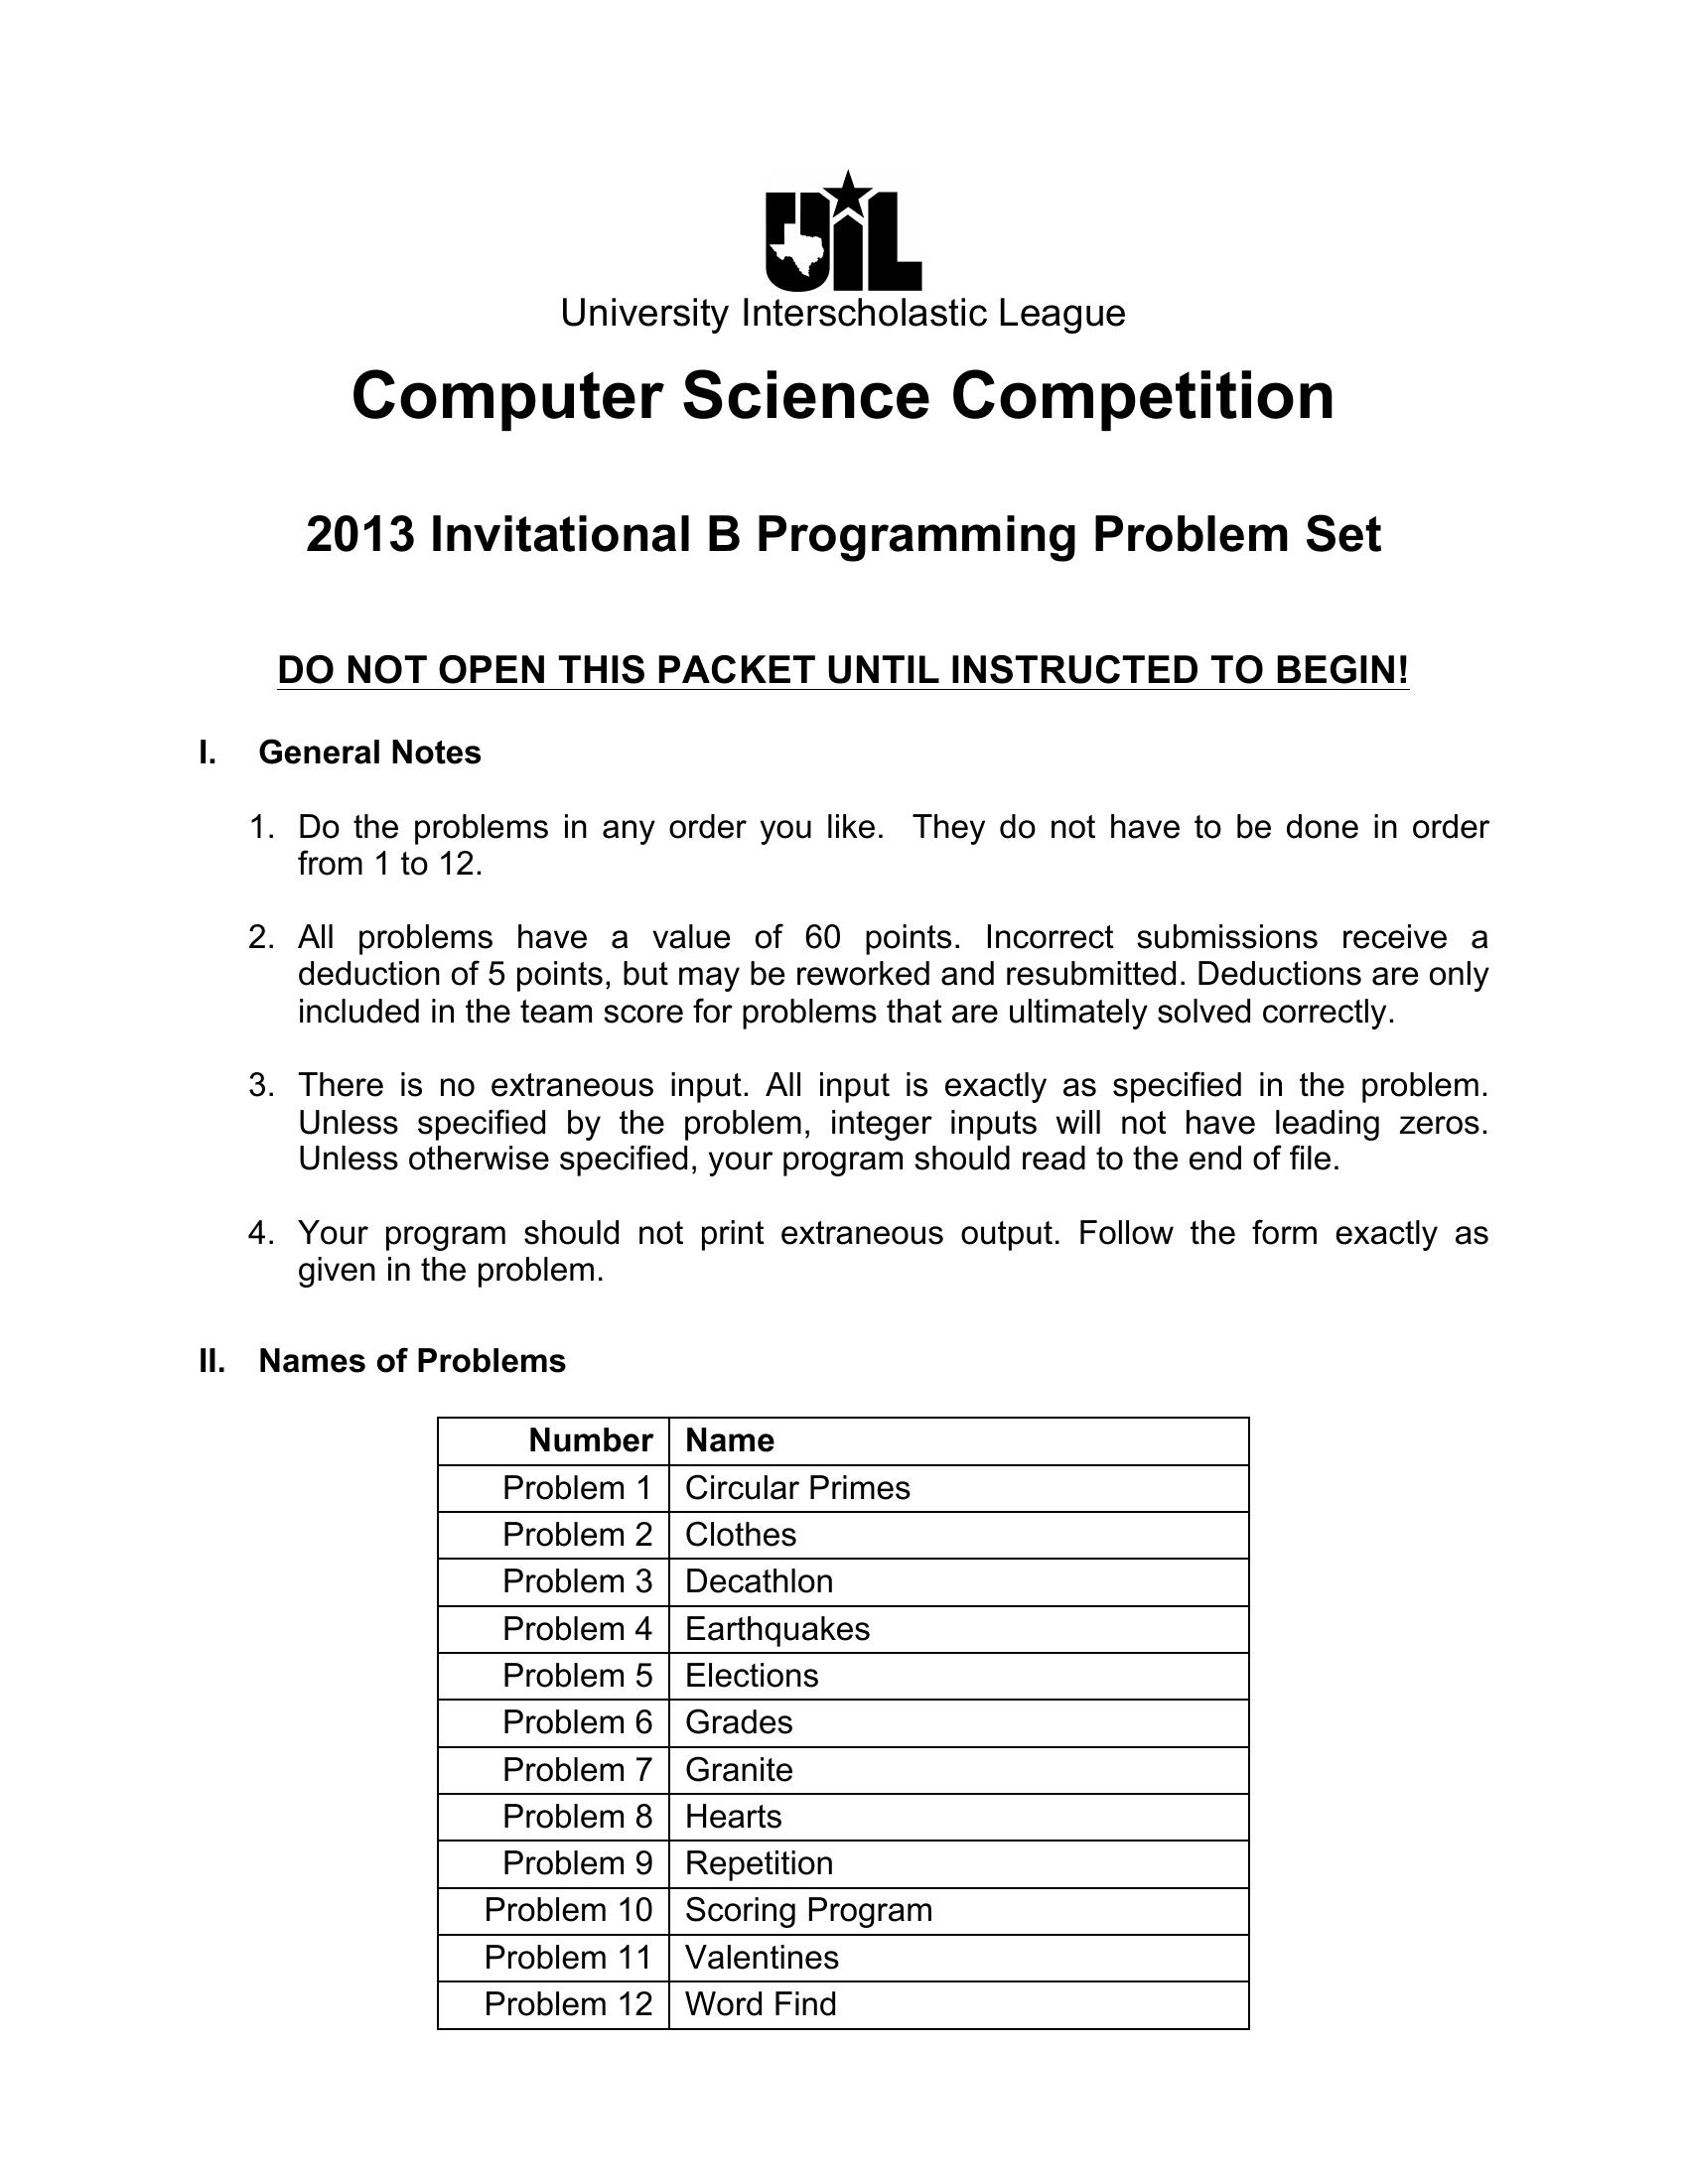 UIL
University Interscholastic League
Computer Science Competition
2013 Invitational B Programming Problem Set
DO NOT OPEN THIS PACKET UNTIL INSTRUCTED TO BEGIN!
I. General Notes
1. Do the problems in any order you like. They do not have to be done in order
from 1 to 12.
2. All problems have a value of 60 points. Incorrect submissions receive a
deduction of 5 points, but may be reworked and resubmitted. Deductions are only
included in the team score for problems that are ultimately solved correctly.
3. There is no extraneous input. All input is exactly as specified in the problem.
Unless specified by the problem, integer inputs will not have leading zeros.
Unless otherwise specified, your program should read to the end of file.
4. Your program should not print extraneous output. Follow the form exactly as
given in the problem.
II. Names of Problems
Number Name
Problem 1 Circular Primes
Problem 2 Clothes
Problem 3 Decathlon
Problem 4 Earthquakes
Problem 5 Elections
Problem 6 Grades
Problem 7 Granite
Problem 8 Hearts
Problem 9 Repetition
Problem 10 Scoring Program
Problem 11 Valentines
Problem 12 Word Find